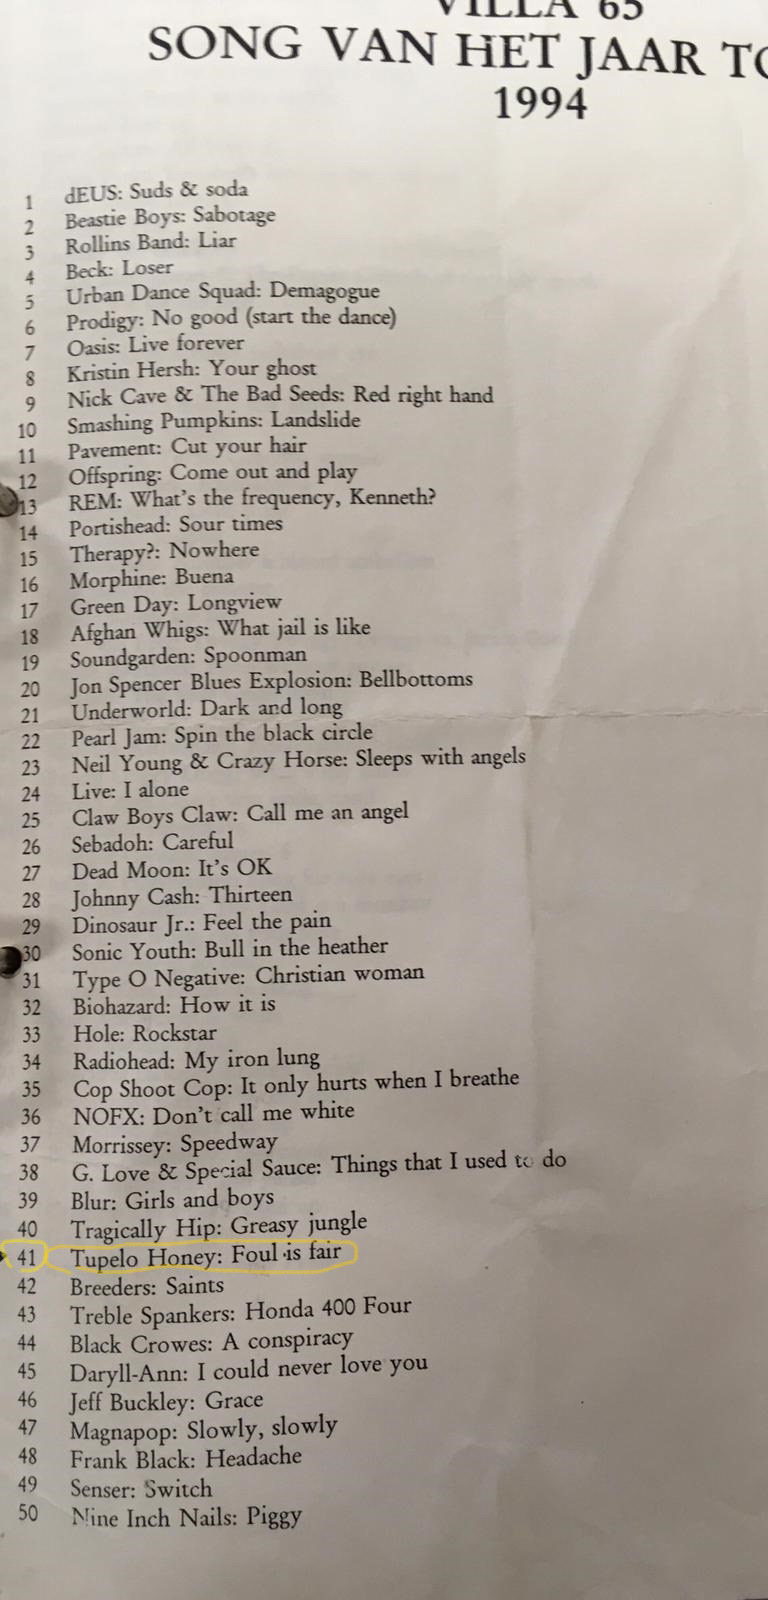 VILLA 65
SONG VAN HET JAAR
1994
1 dEUS: Suds & soda
2 Beastie Boys: Sabotage
3 Rollins Band: Liar
4 Beck: Loser
5 Urban Dance Squad: Demagogue
6 Prodigy: No good (start the dance)
7 Oasis: Live forever
8 Kristin Hersh: Your ghost
9 Nick Cave & The Bad Seeds: Red right hand
10 Smashing Pumpkins: Landslide
11 Pavement: Cut your hair
12 Offspring: Come out and play
13 REM: What's the frequency, Kenneth?
14 Portishead: Sour times
15 Therapy?: Nowhere
16 Morphine: Buena
17 Green Day: Longview
18 Afghan Whigs: What jail is like
19 Soundgarden: Spoonman
20 Jon Spencer Blues Explosion: Bellbottoms
21 Underworld: Dark and long
22 Pearl Jam: Spin the black circle
23 Neil Young & Crazy Horse: Sleeps with angels
24 Live: I alone
25 Claw Boys Claw: Call me an angel
26 Sebadoh: Careful
27 Dead Moon: It's OK
28 Johnny Cash: Thirteen
29 Dinosaur Jr.: Feel the pain
30 Sonic Youth: Bull in the heather
31 Type O Negative: Christian woman
32 Biohazard: How it is
33 Hole: Rockstar
34 Radiohead: My iron lung
35 Cop Shoot Cop: It only hurts when I breathe
36 NOFX: Don't call me white
37 Morrissey: Speedway
38 G. Love & Special Sauce: Things that I used to do
39 Blur: Girls and boys
40 Tragically Hip: Greasy jungle
41 Tupelo Honey: Foul is fair
42 Breeders: Saints
43 Treble Spankers: Honda 400 Four
44 Black Crowes: A conspiracy
45 Daryll-Ann: I could never love you
46 Jeff Buckley: Grace
47 Magnapop: Slowly, slowly
48 Frank Black: Headache
49 Senser: Switch
50 Nine Inch Nails: Piggy